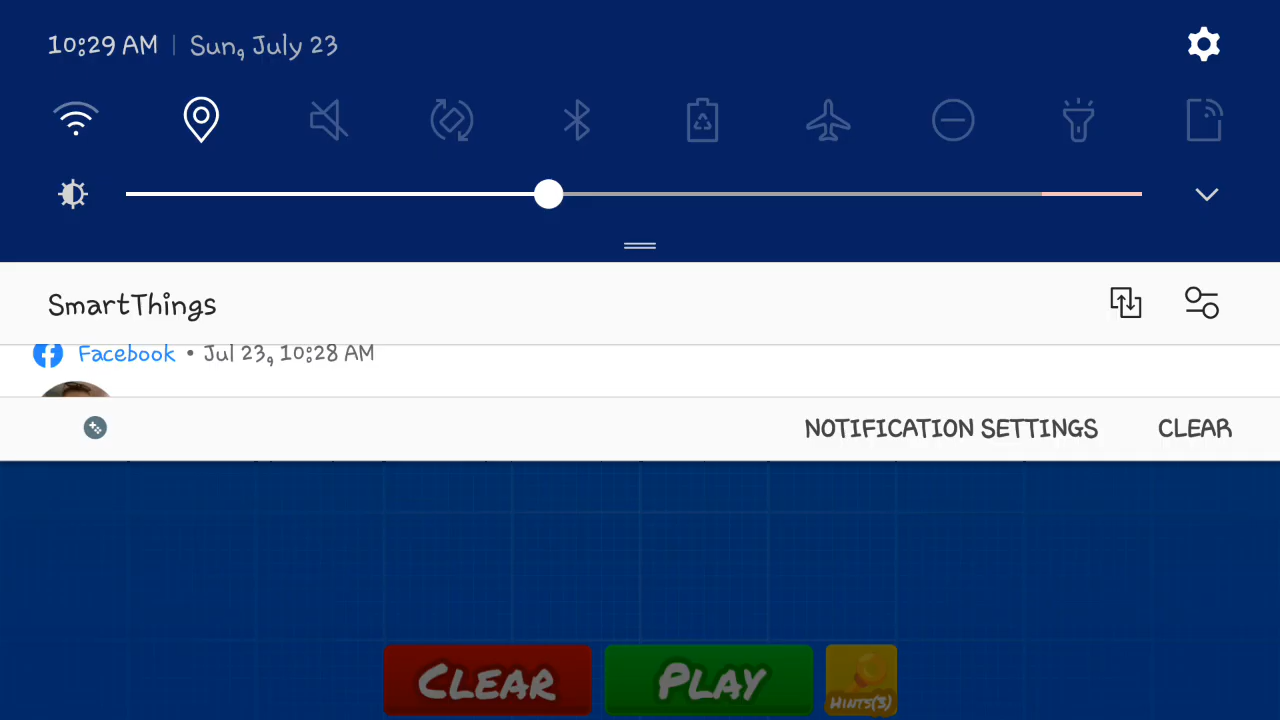 10:29 AM | Sun, July 23
SmartThings
Facebook • Jul 23, 10:28 AM
NOTIFICATION SETTINGS CLEAR
CLEAR PLAY HINTS(3)